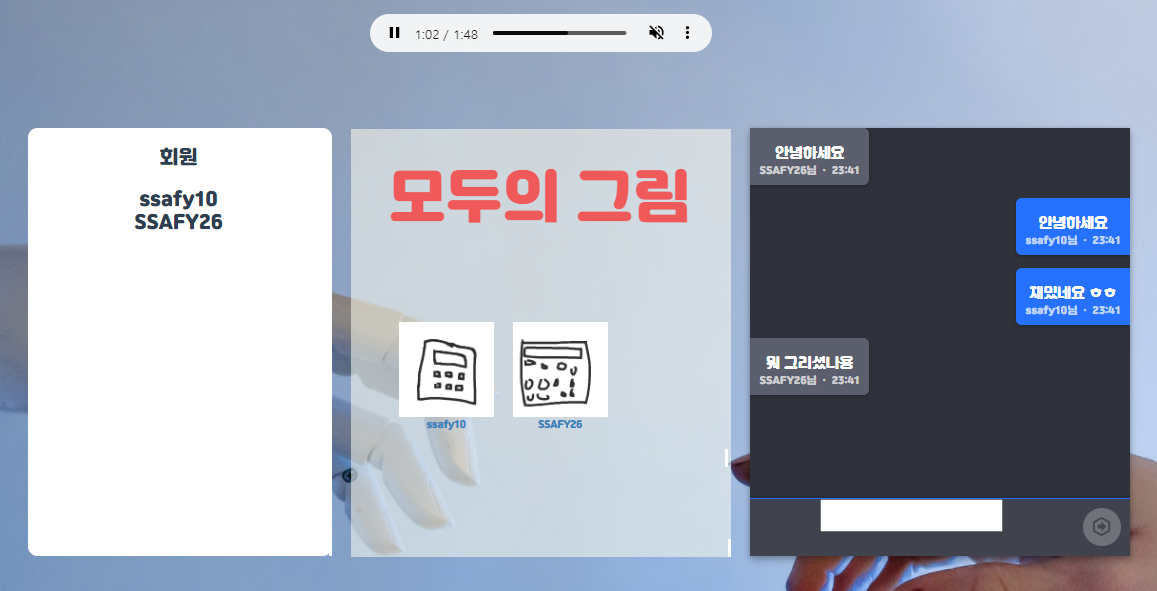 1:02 / 1:48
회원
ssafy10
SSAFY26
모두의 그림
ssafy10
SSAFY26
안녕하세요
SSAFY26님 · 23:41
안녕하세요
ssafy10님 · 23:41
재밌네요 ㅎㅎ
ssafy10님 · 23:41
뭐 그리셨나용
SSAFY26님 · 23:41